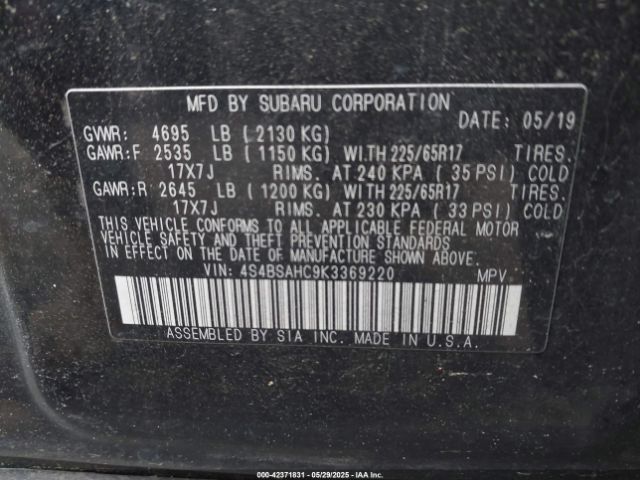 MFD BY SUBARU CORPORATION
DATE: 05/19
GVWR: 4695 LB (2130 KG)
GAWR:F 2535 LB (1150 KG) WITH 225/65R17 TIRES.
17X7J RIMS. AT 240 KPA (35 PSI) COLD
GAWR:R 2645 LB (1200 KG) WITH 225/65R17 TIRES.
17X7J RIMS. AT 230 KPA (33 PSI) COLD
THIS VEHICLE CONFORMS TO ALL APPLICABLE FEDERAL MOTOR
VEHICLE SAFETY AND THEFT PREVENTION STANDARDS
IN EFFECT ON THE DATE OF MANUFACTURE SHOWN ABOVE.
VIN: 4S4BSAHC9K3369220 MPV
ASSEMBLED BY SIA INC. MADE IN U.S.A.
000-42371831 - 05/29/2025 - IAAI.COM